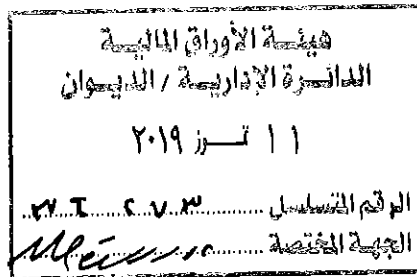 هيئة الأوراق المالية
الدائرة الإدارية / الديوان
١١ تموز ٢٠١٩
الرقم المتسلسل
الجهة المختصة